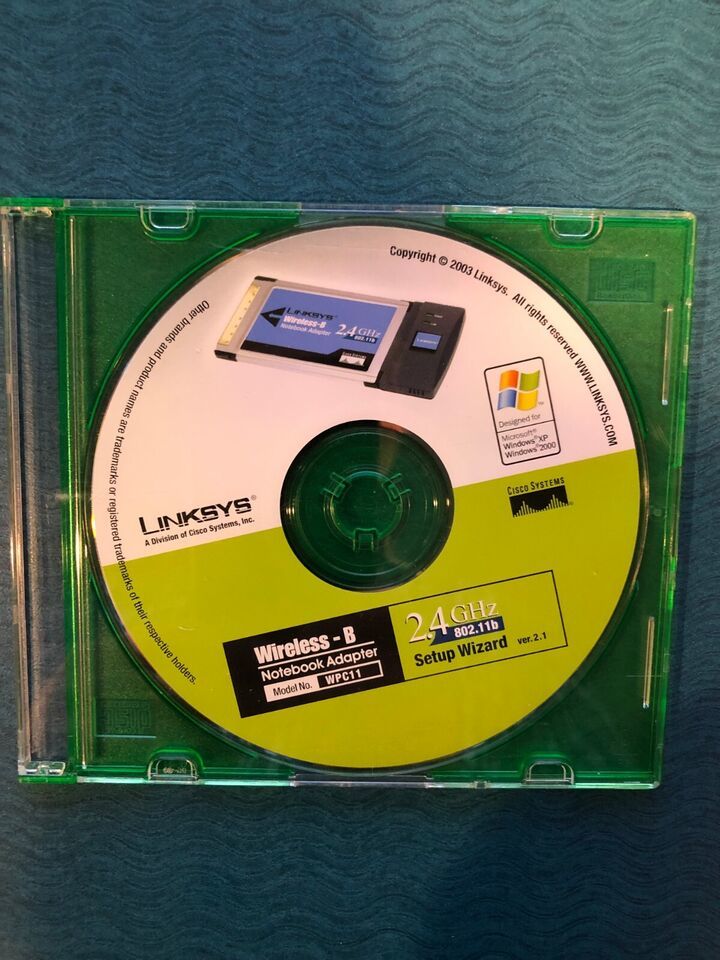 Copyright © 2003 Linksys. All rights reserved WWW.LINKSYS.COM
LINKSYS
Wireless-B
Notebook Adapter
2.4 GHz
802.11b
Designed for
Microsoft®
Windows®XP
Windows®2000
CISCO SYSTEMS
LINKSYS®
A Division of Cisco Systems, Inc.
Other brands and product names are trademarks or registered trademarks of their respective holders.
Wireless - B
Notebook Adapter
Model No. WPC11
2.4 GHz
802.11b
Setup Wizard ver.2.1